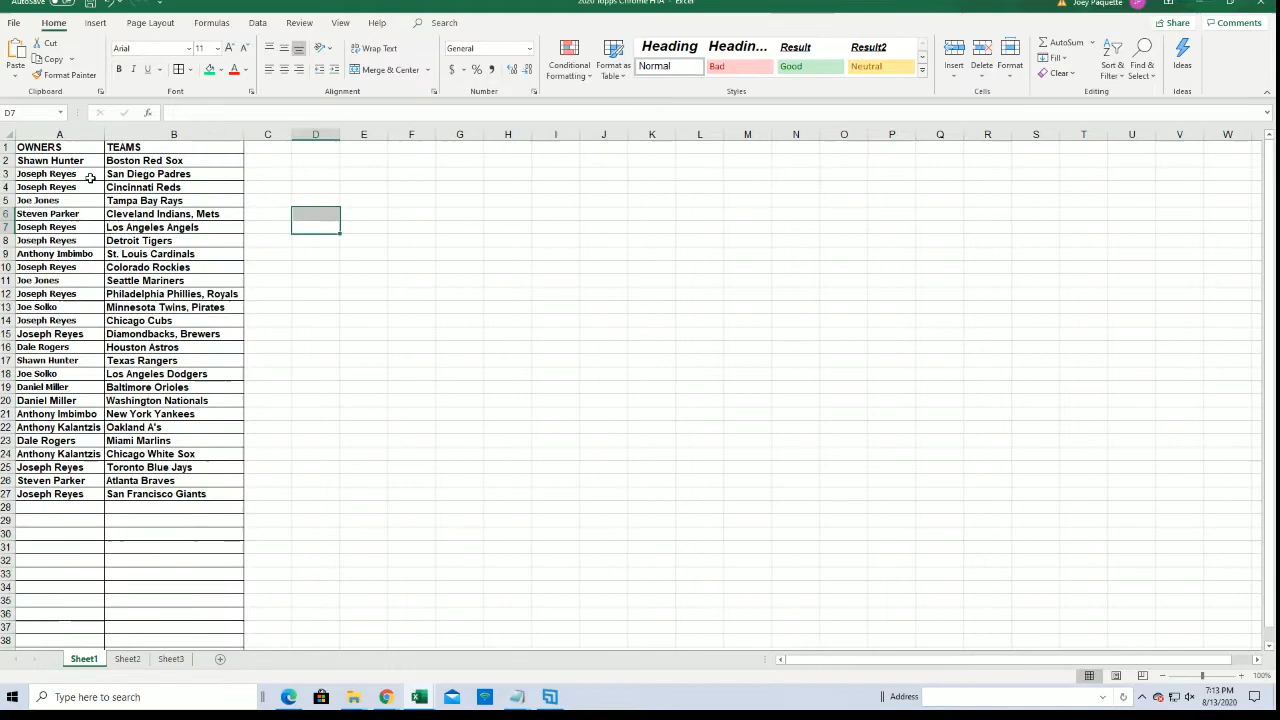 AutoSave Off 2020 Topps Chrome HTA - Excel Joey Paquette JP
File Home Insert Page Layout Formulas Data Review View Help Search Share Comments
Paste Cut Copy Format Painter Clipboard
Arial 11 B I U Font
Wrap Text Merge & Center Alignment
General $ % Number
Conditional Formatting Format as Table
Heading Headin... Result Result2
Normal Bad Good Neutral
Styles
Insert Delete Format Cells
AutoSum Fill Clear Sort & Filter Find & Select Editing
Ideas Ideas
D7 fx
A B C D E F G H I J K L M N O P Q R S T U V W
1 OWNERS TEAMS
2 Shawn Hunter Boston Red Sox
3 Joseph Reyes San Diego Padres
4 Joseph Reyes Cincinnati Reds
5 Joe Jones Tampa Bay Rays
6 Steven Parker Cleveland Indians, Mets
7 Joseph Reyes Los Angeles Angels
8 Joseph Reyes Detroit Tigers
9 Anthony Imbimbo St. Louis Cardinals
10 Joseph Reyes Colorado Rockies
11 Joe Jones Seattle Mariners
12 Joseph Reyes Philadelphia Phillies, Royals
13 Joe Solko Minnesota Twins, Pirates
14 Joseph Reyes Chicago Cubs
15 Joseph Reyes Diamondbacks, Brewers
16 Dale Rogers Houston Astros
17 Shawn Hunter Texas Rangers
18 Joe Solko Los Angeles Dodgers
19 Daniel Miller Baltimore Orioles
20 Daniel Miller Washington Nationals
21 Anthony Imbimbo New York Yankees
22 Anthony Kalantzis Oakland A's
23 Dale Rogers Miami Marlins
24 Anthony Kalantzis Chicago White Sox
25 Joseph Reyes Toronto Blue Jays
26 Steven Parker Atlanta Braves
27 Joseph Reyes San Francisco Giants
28
29
30
31
32
33
34
35
36
37
38
Sheet1 Sheet2 Sheet3
100%
Type here to search Address 7:13 PM
8/13/2020